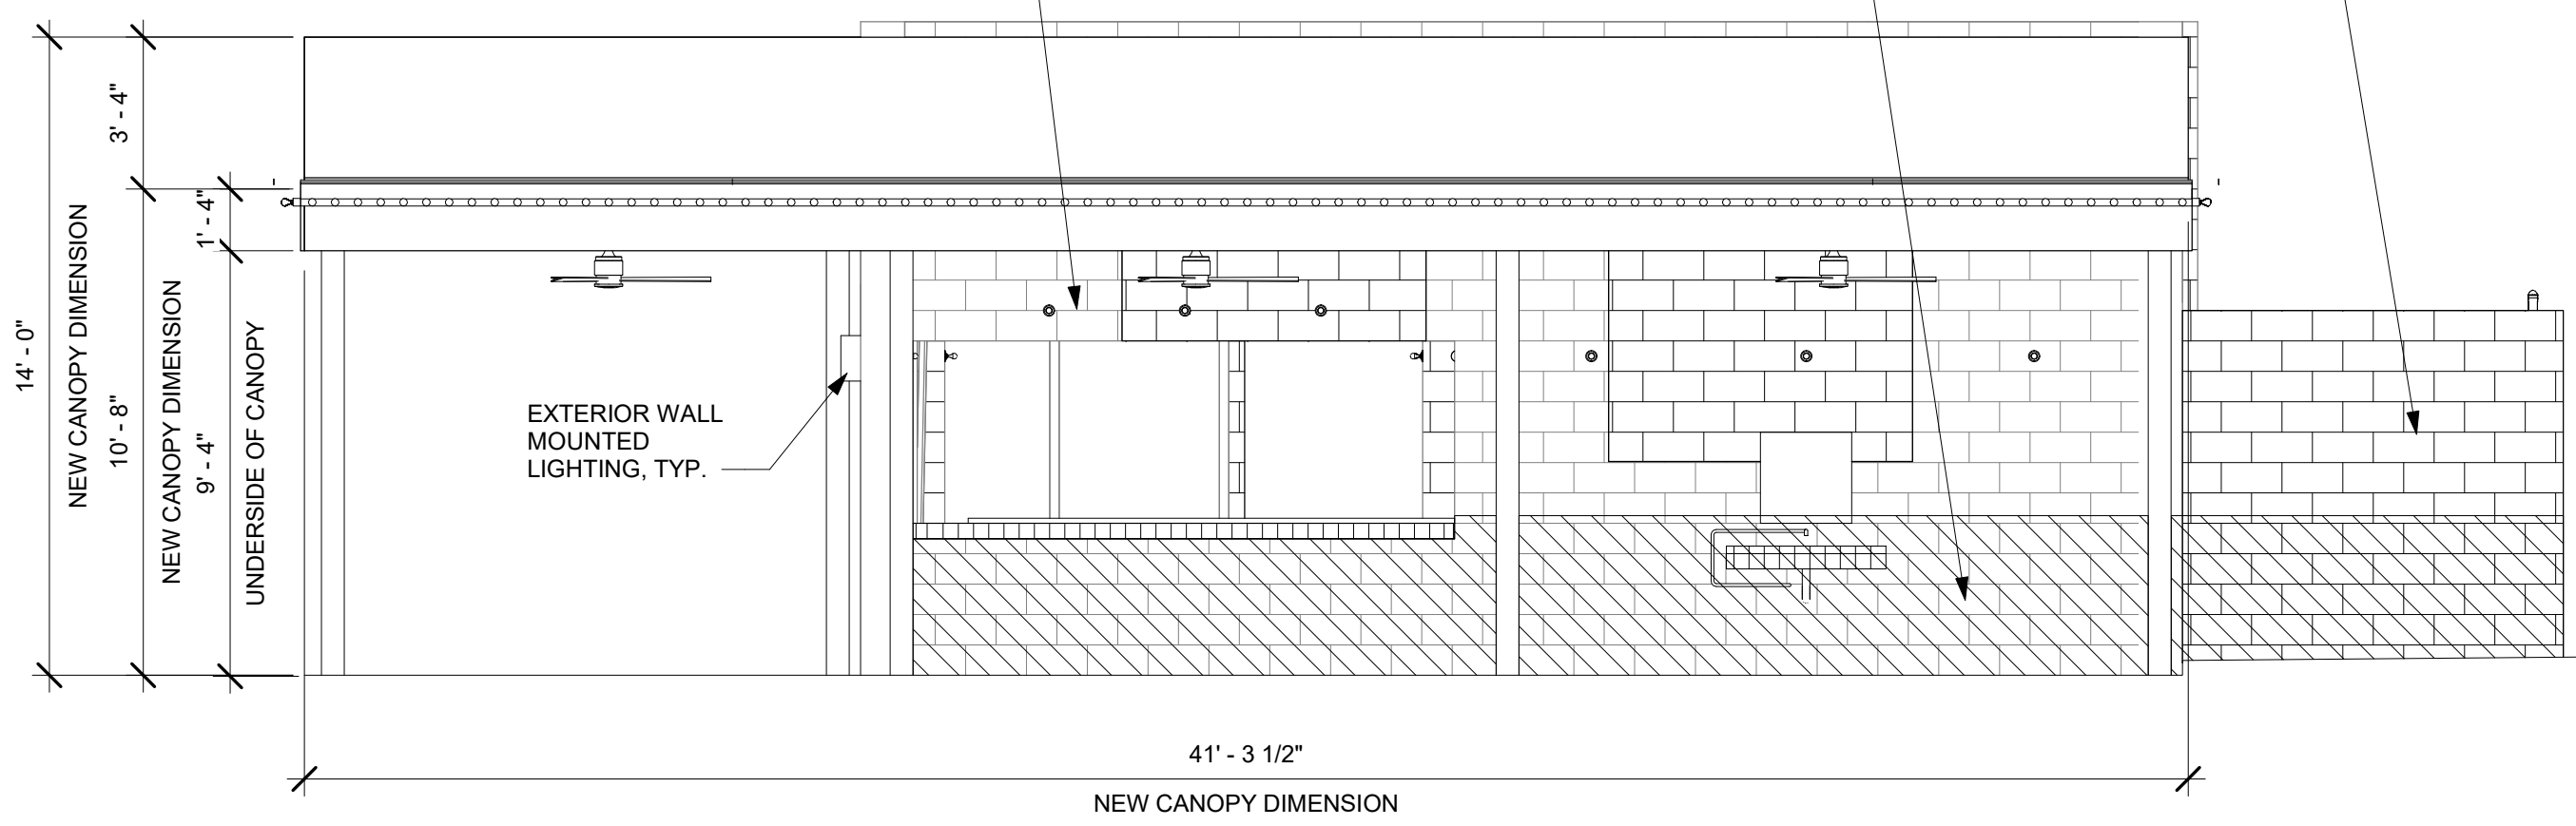 14' - 0"
NEW CANOPY DIMENSION
3' - 4"
10' - 8"
NEW CANOPY DIMENSION
1' - 4"
9' - 4"
UNDERSIDE OF CANOPY
EXTERIOR WALL
MOUNTED
LIGHTING, TYP.
41' - 3 1/2"
NEW CANOPY DIMENSION